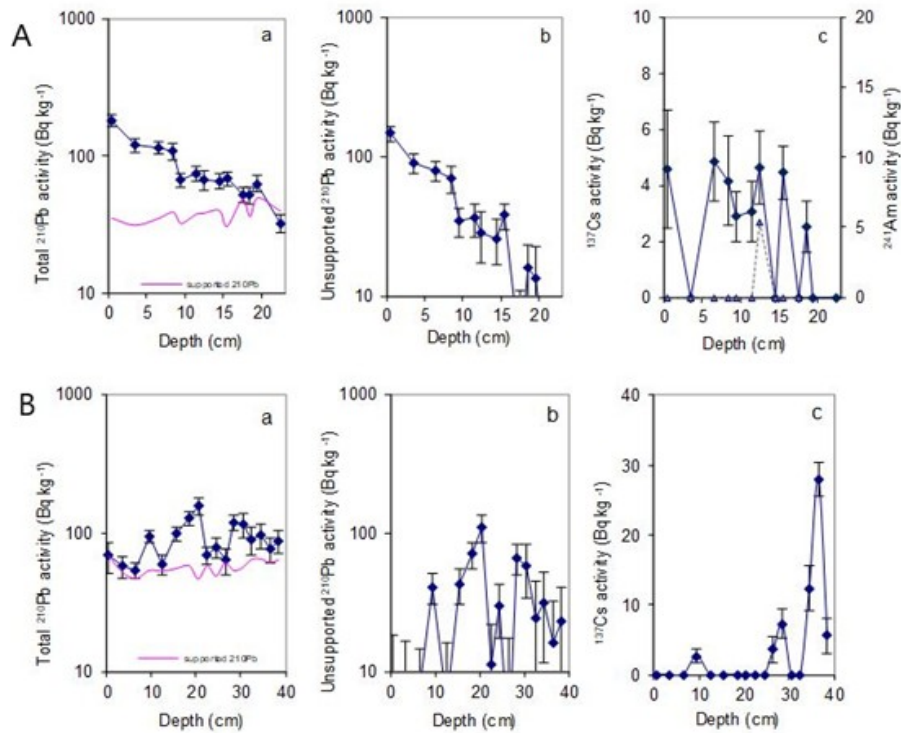 A
a
1000
100
10
Total ²¹⁰Pb activity (Bq kg⁻¹)
supported 210Pb
0 5 10 15 20
Depth (cm)
b
1000
100
10
Unsupported ²¹⁰Pb activity (Bq kg⁻¹)
0 5 10 15 20
Depth (cm)
c
10
8
6
4
2
0
¹³⁷Cs activity (Bq kg⁻¹)
20
15
10
5
0
²⁴¹Am activity (Bq kg⁻¹)
0 5 10 15 20
Depth (cm)
B
a
1000
100
10
Total ²¹⁰Pb activity (Bq kg⁻¹)
supported 210Pb
0 10 20 30 40
Depth (cm)
b
1000
100
10
Unsupported ²¹⁰Pb activity (Bq kg⁻¹)
0 10 20 30 40
Depth (cm)
c
40
30
20
10
0
¹³⁷Cs activity (Bq kg⁻¹)
0 10 20 30 40
Depth (cm)